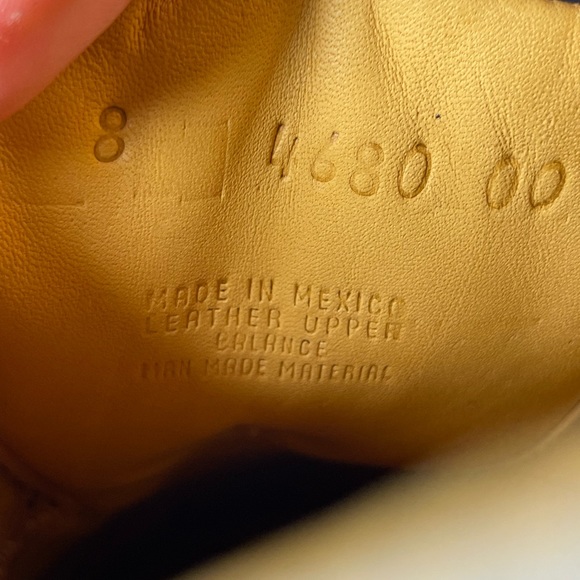 8 4680 00
MADE IN MEXICO
LEATHER UPPER
BALANCE
MAN MADE MATERIAL